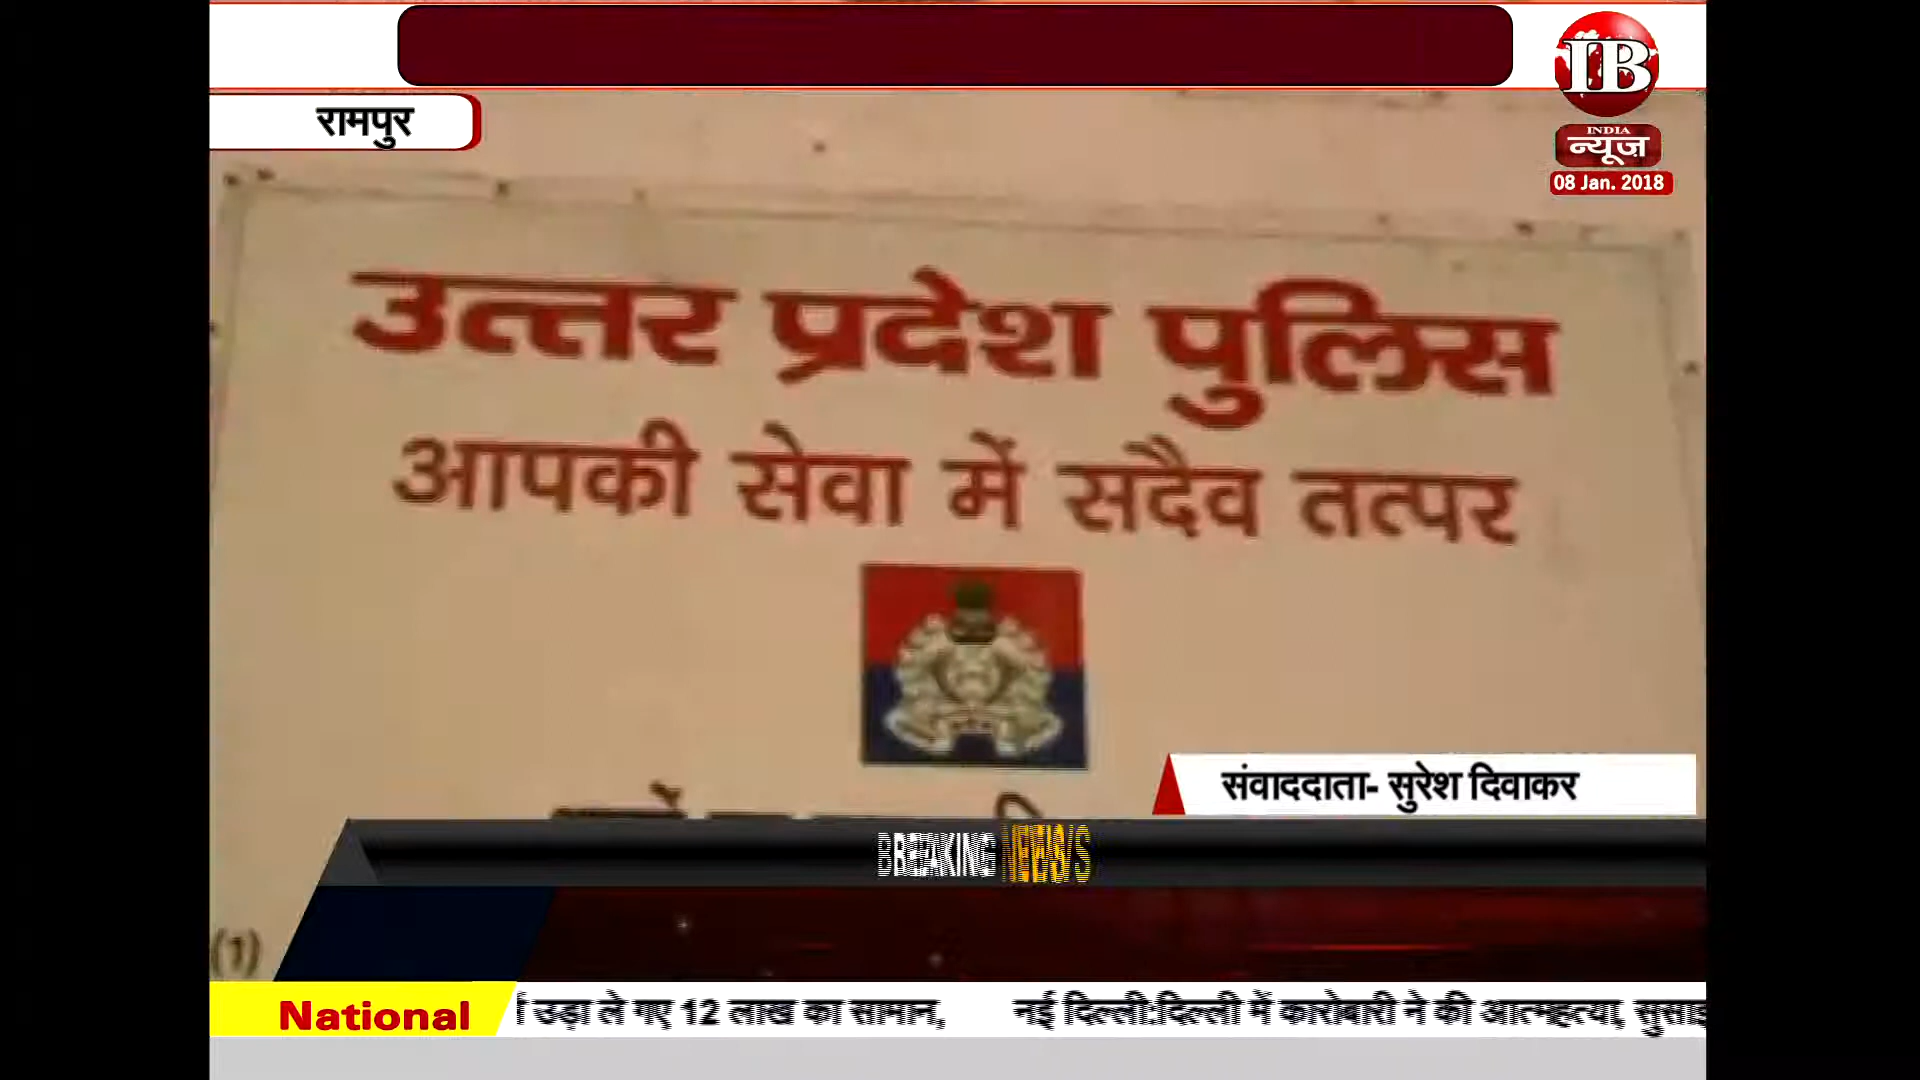 IB
रामपुर
INDIA
न्यूज़
08 Jan. 2018
उत्तर प्रदेश पुलिस
आपकी सेवा में सदैव तत्पर
संवाददाता- सुरेश दिवाकर
BREAKING NEWS
(1)
National
उड़ा ले गए 12 लाख का सामान,
नई दिल्ली:दिल्ली में कारोबारी ने की आत्महत्या,